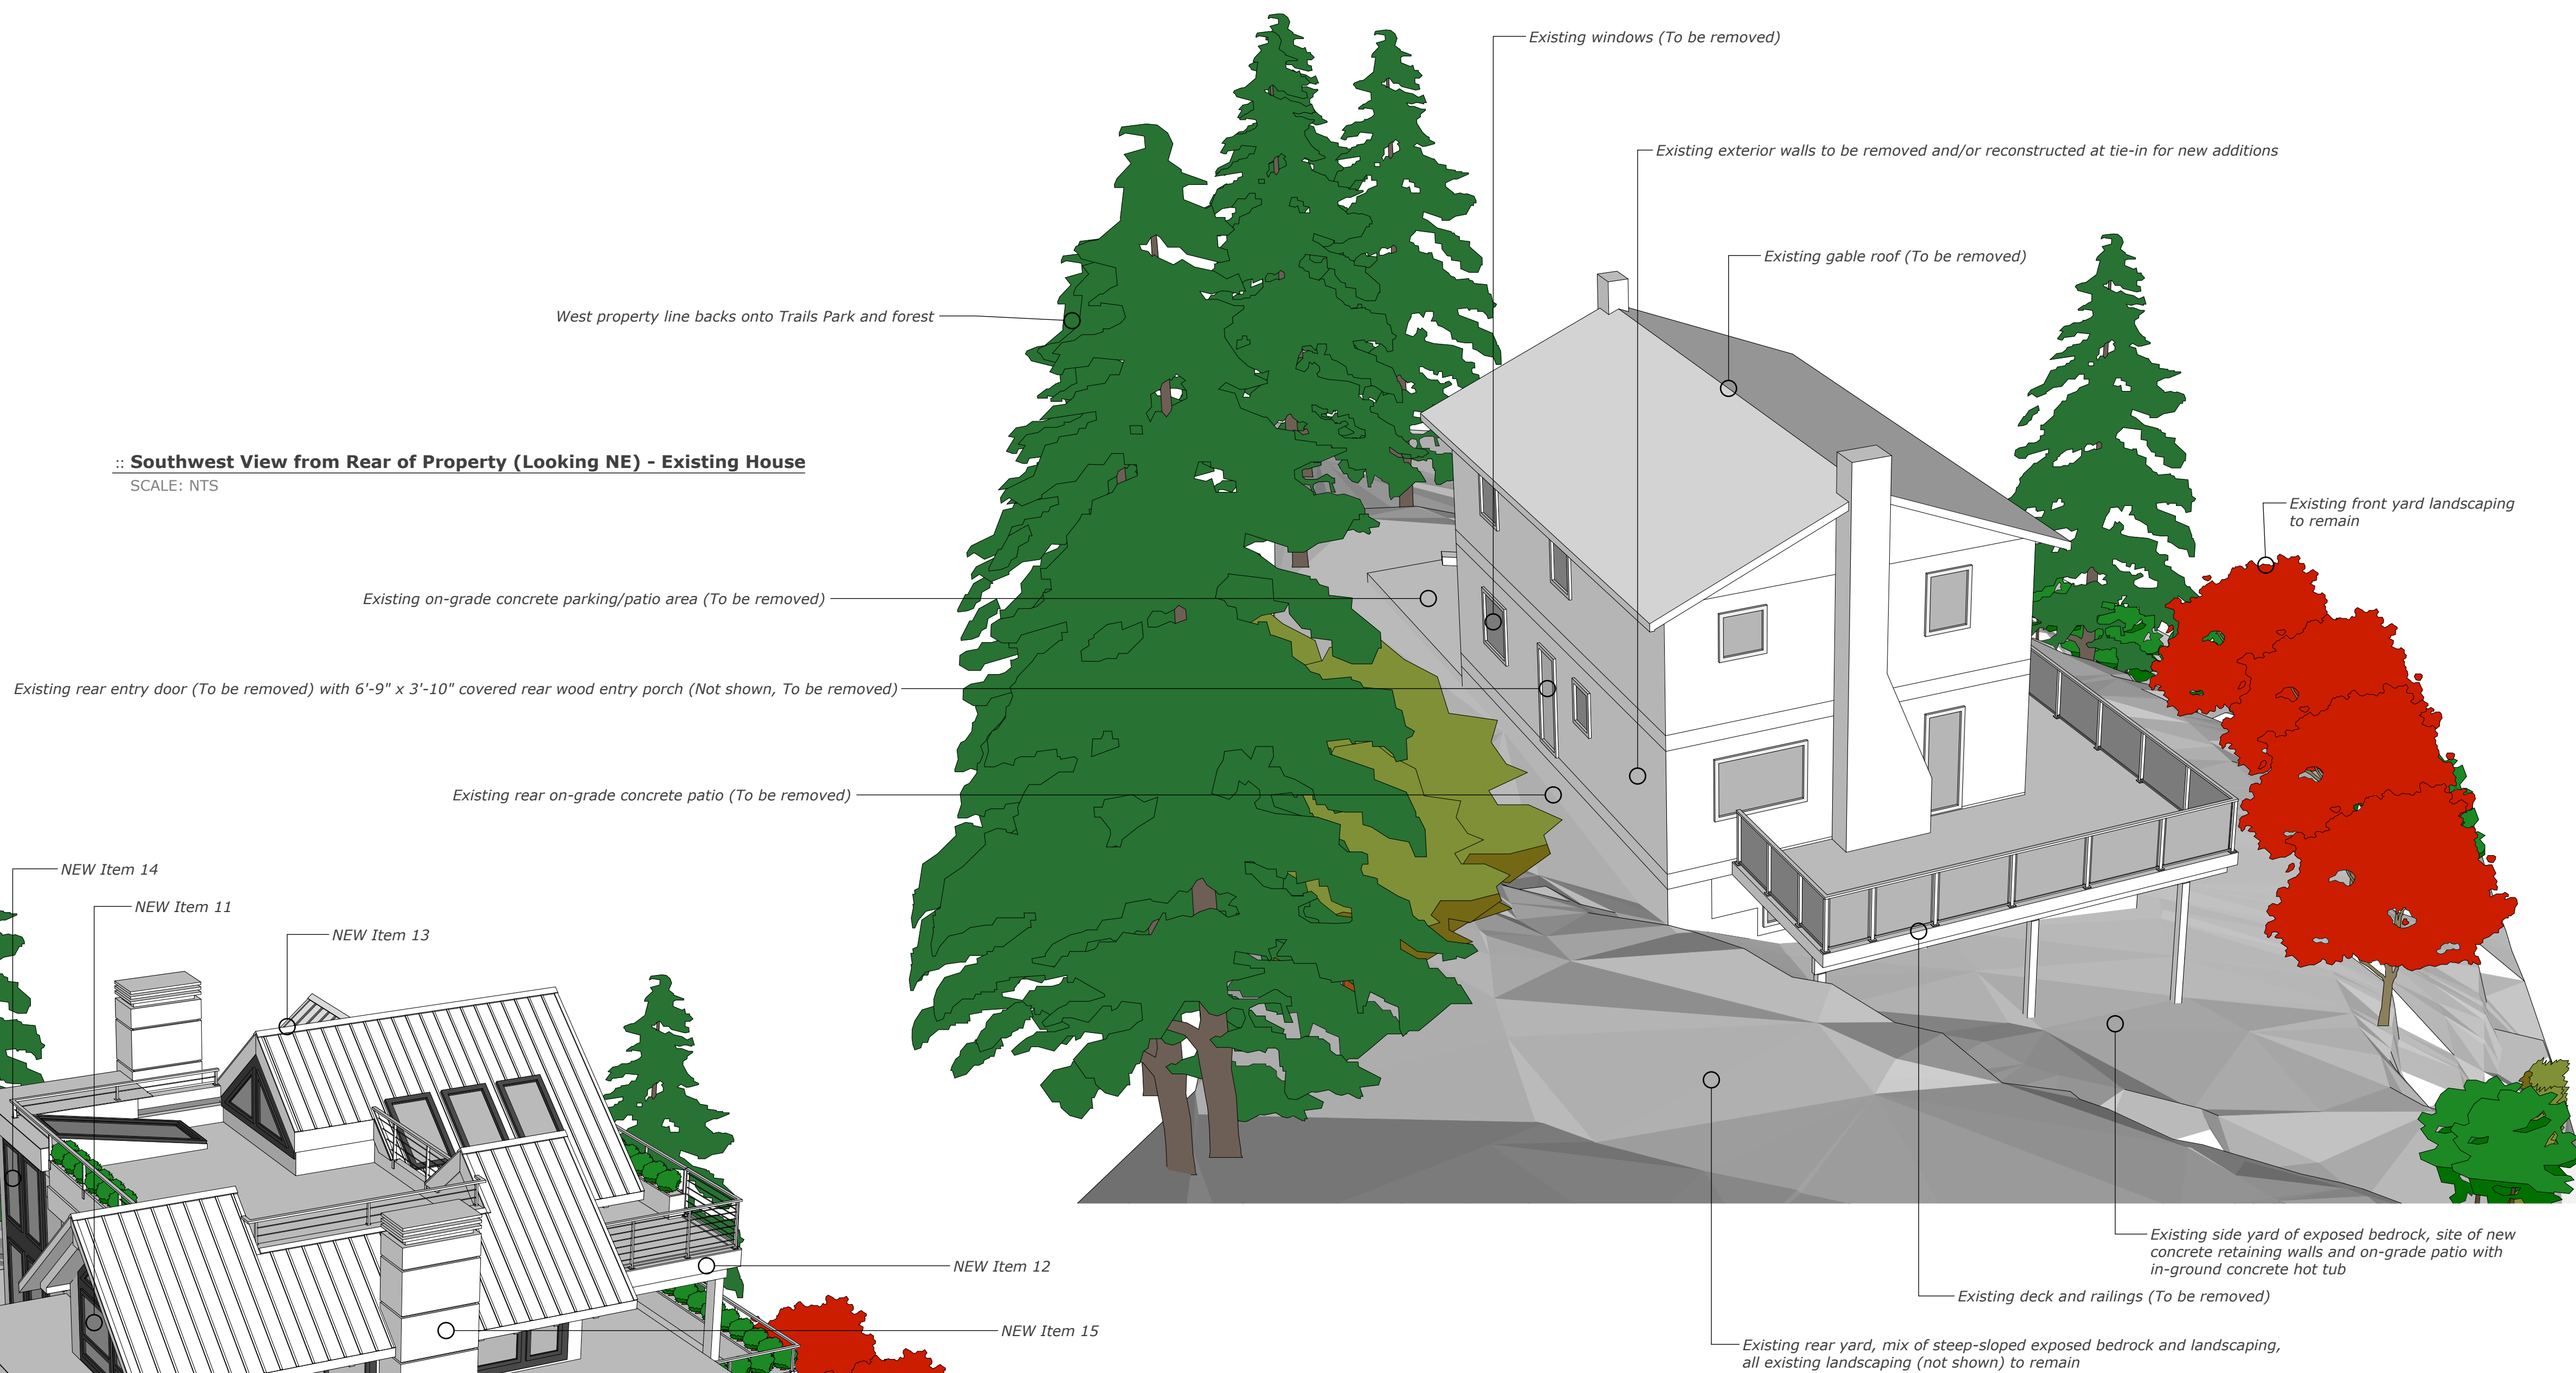 Existing windows (To be removed)
Existing exterior walls to be removed and/or reconstructed at tie-in for new additions
Existing gable roof (To be removed)
West property line backs onto Trails Park and forest
:: Southwest View from Rear of Property (Looking NE) - Existing House
SCALE: NTS
Existing front yard landscaping
to remain
Existing on-grade concrete parking/patio area (To be removed)
Existing rear entry door (To be removed) with 6'-9" x 3'-10" covered rear wood entry porch (Not shown, To be removed)
Existing rear on-grade concrete patio (To be removed)
NEW Item 14
NEW Item 11
NEW Item 13
NEW Item 12
NEW Item 15
Existing side yard of exposed bedrock, site of new
concrete retaining walls and on-grade patio with
in-ground concrete hot tub
Existing deck and railings (To be removed)
Existing rear yard, mix of steep-sloped exposed bedrock and landscaping,
all existing landscaping (not shown) to remain